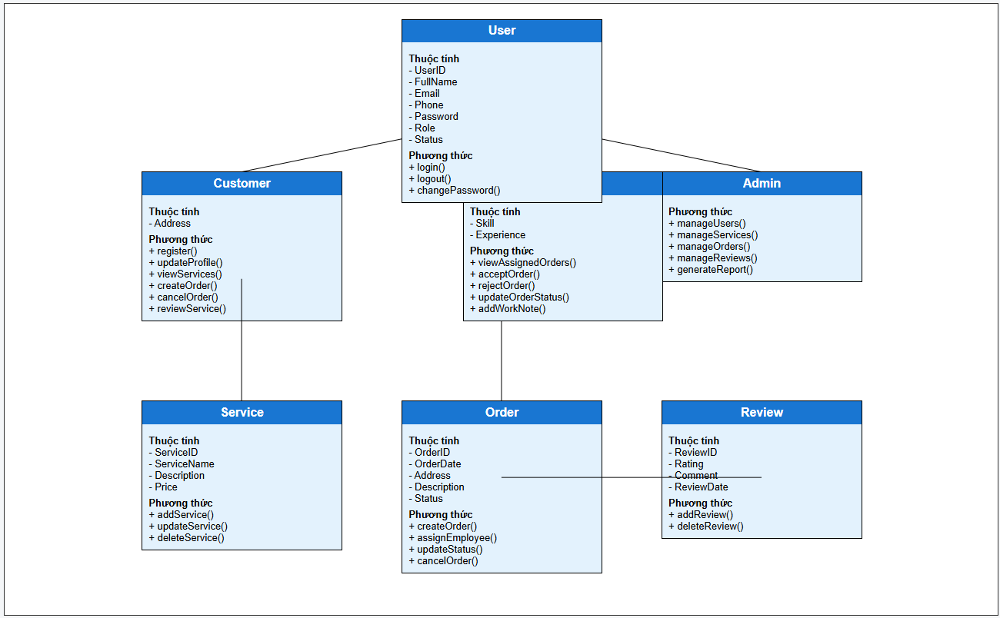 User
Thuộc tính
- UserID
- FullName
- Email
- Phone
- Password
- Role
- Status
Phương thức
+ login()
+ logout()
+ changePassword()
Customer
Thuộc tính
- Address
Phương thức
+ register()
+ updateProfile()
+ viewServices()
+ createOrder()
+ cancelOrder()
+ reviewService()
Thuộc tính
- Skill
- Experience
Phương thức
+ viewAssignedOrders()
+ acceptOrder()
+ rejectOrder()
+ updateOrderStatus()
+ addWorkNote()
Admin
Phương thức
+ manageUsers()
+ manageServices()
+ manageOrders()
+ manageReviews()
+ generateReport()
Service
Thuộc tính
- ServiceID
- ServiceName
- Description
- Price
Phương thức
+ addService()
+ updateService()
+ deleteService()
Order
Thuộc tính
- OrderID
- OrderDate
- Address
- Description
- Status
Phương thức
+ createOrder()
+ assignEmployee()
+ updateStatus()
+ cancelOrder()
Review
Thuộc tính
- ReviewID
- Rating
- Comment
- ReviewDate
Phương thức
+ addReview()
+ deleteReview()